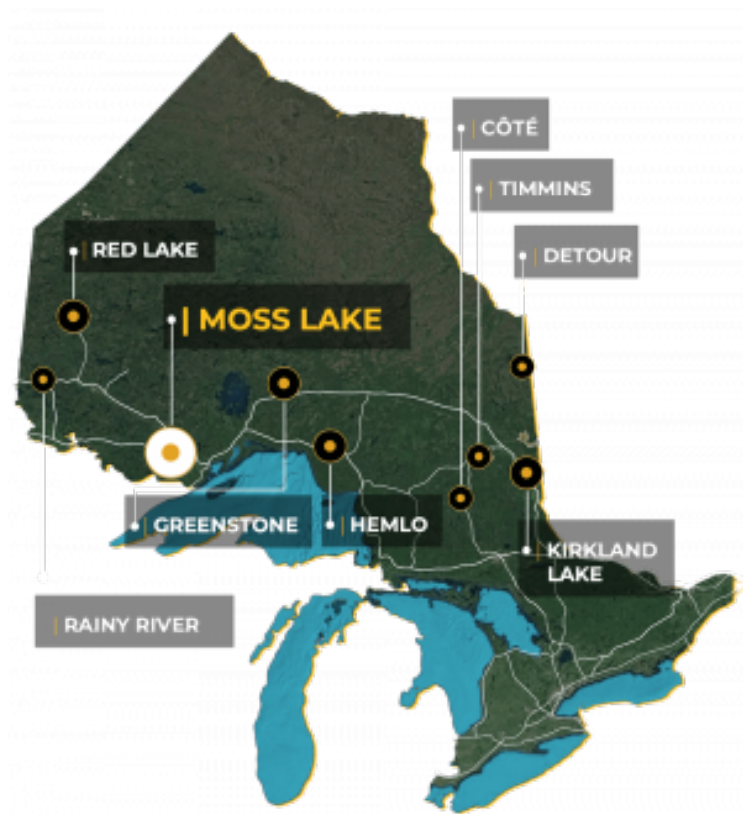 CÔTÉ
TIMMINS
RED LAKE
DETOUR
MOSS LAKE
GREENSTONE
HEMLO
KIRKLAND
LAKE
RAINY RIVER